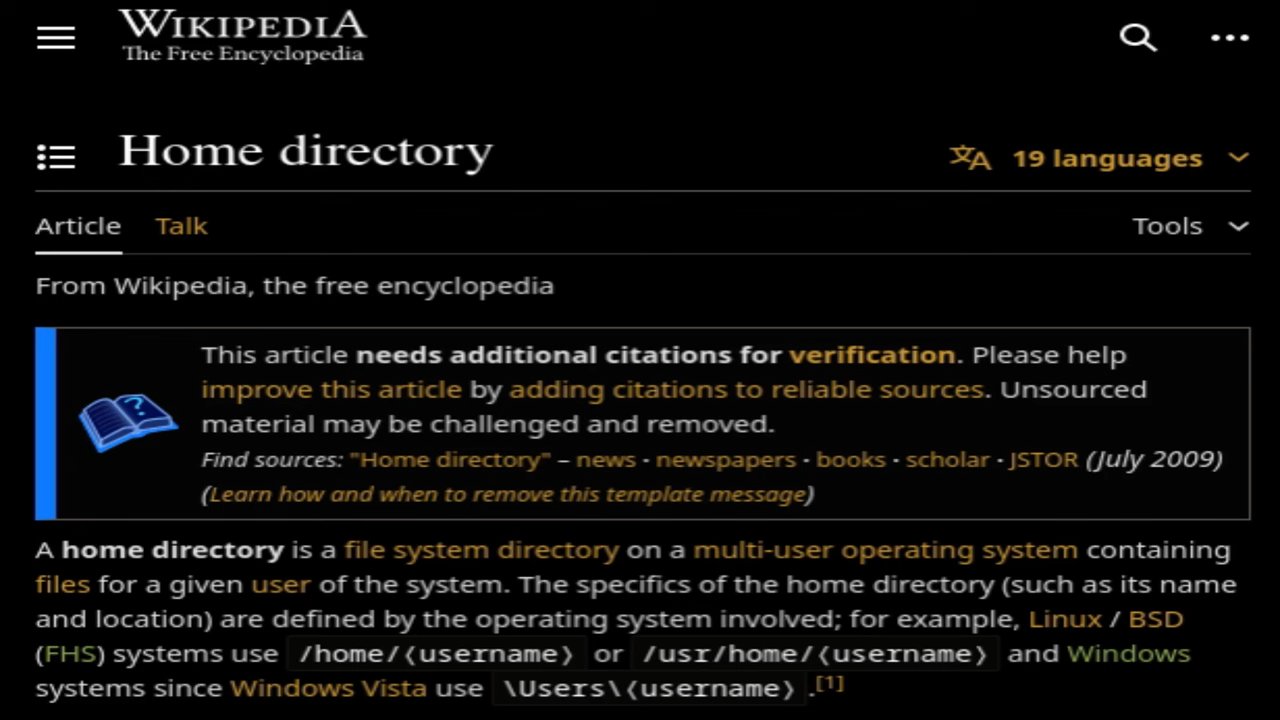 WIKIPEDIA
The Free Encyclopedia
Home directory
19 languages
Article Talk Tools
From Wikipedia, the free encyclopedia
This article needs additional citations for verification. Please help
improve this article by adding citations to reliable sources. Unsourced
material may be challenged and removed.
Find sources: "Home directory" – news · newspapers · books · scholar · JSTOR (July 2009)
(Learn how and when to remove this template message)
A home directory is a file system directory on a multi-user operating system containing
files for a given user of the system. The specifics of the home directory (such as its name
and location) are defined by the operating system involved; for example, Linux / BSD
(FHS) systems use /home/⟨username⟩ or /usr/home/⟨username⟩ and Windows
systems since Windows Vista use \Users\⟨username⟩ .[1]